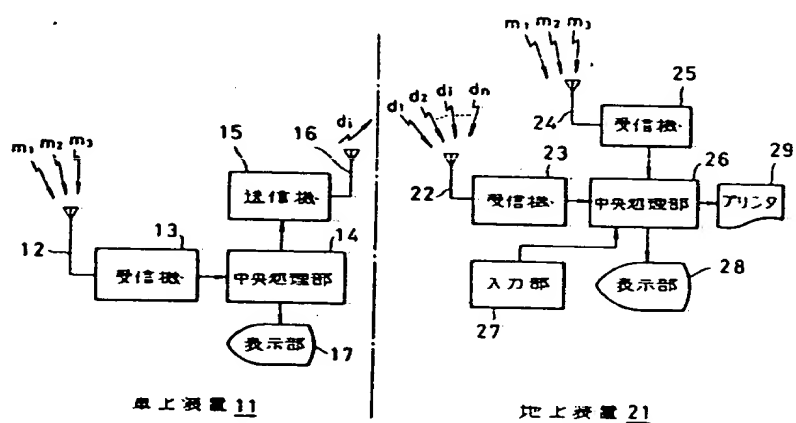 m₁ m₂ m₃
12
13
受信機
15
送信機
16
di
14
中央処理部
表示部
17
車上装置 11
m₁ m₂ m₃
24
25
受信機
d₁ d₂ di dn
22
23
受信機
26
中央処理部
29
プリンタ
入力部
27
表示部
28
地上装置 21